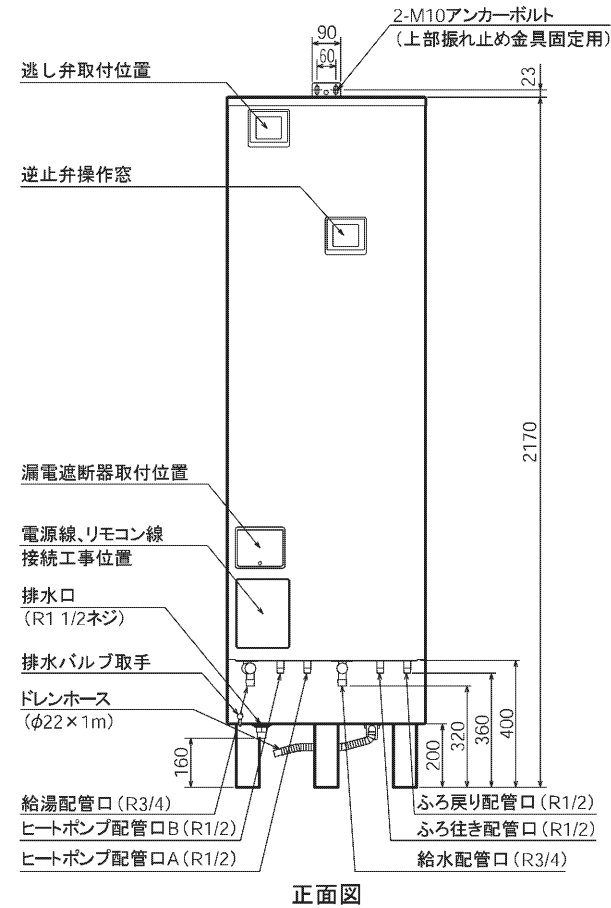 2-M10アンカーボルト
(上部振れ止め金具固定用)
90
60
23
逃し弁取付位置
逆止弁操作窓
2170
漏電遮断器取付位置
電源線、リモコン線
接続工事位置
排水口
(R1 1/2ネジ)
排水バルブ取手
ドレンホース
(φ22×1m)
160
200
320
360
400
給湯配管口(R3/4)
ヒートポンプ配管口B(R1/2)
ヒートポンプ配管口A(R1/2)
ふろ戻り配管口(R1/2)
ふろ往き配管口(R1/2)
給水配管口(R3/4)
正面図